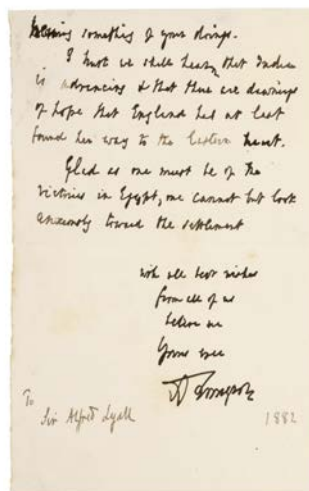 hearing something of your doings.
I trust we shall hear that Indian
is advancing & that there are dawnings
of hope that England has at last
found her way to the Eastern heart.
Glad as one must be of the
victories in Egypt, one cannot but look
anxiously toward the settlement
with all best wishes
from all of us
believe me
Yours ever
To
Sir Alfred Lyall
1882